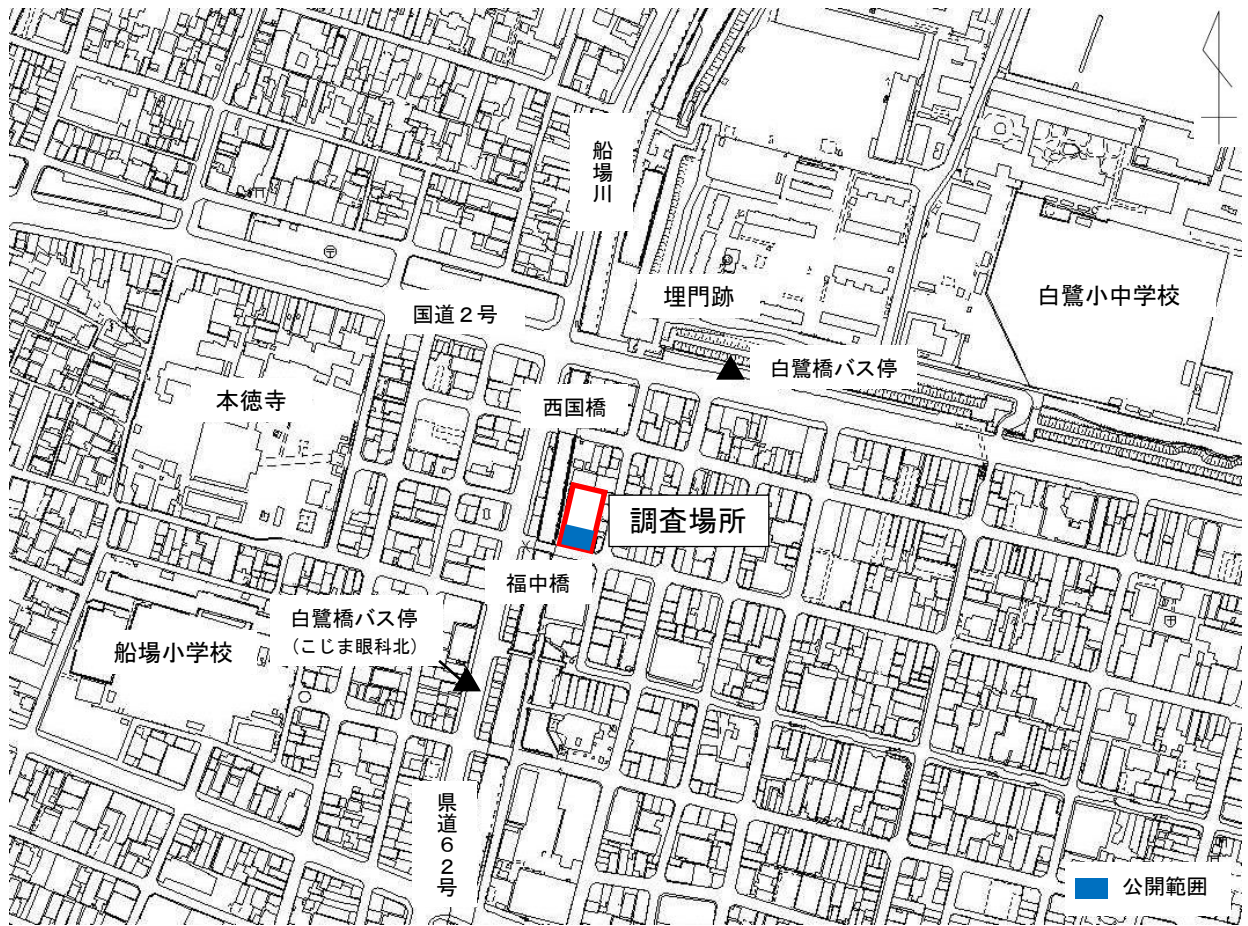 船場川
埋門跡
白鷺小中学校
国道２号
白鷺橋バス停
本徳寺
西国橋
調査場所
福中橋
白鷺橋バス停
（こじま眼科北）
船場小学校
県道６２号
公開範囲